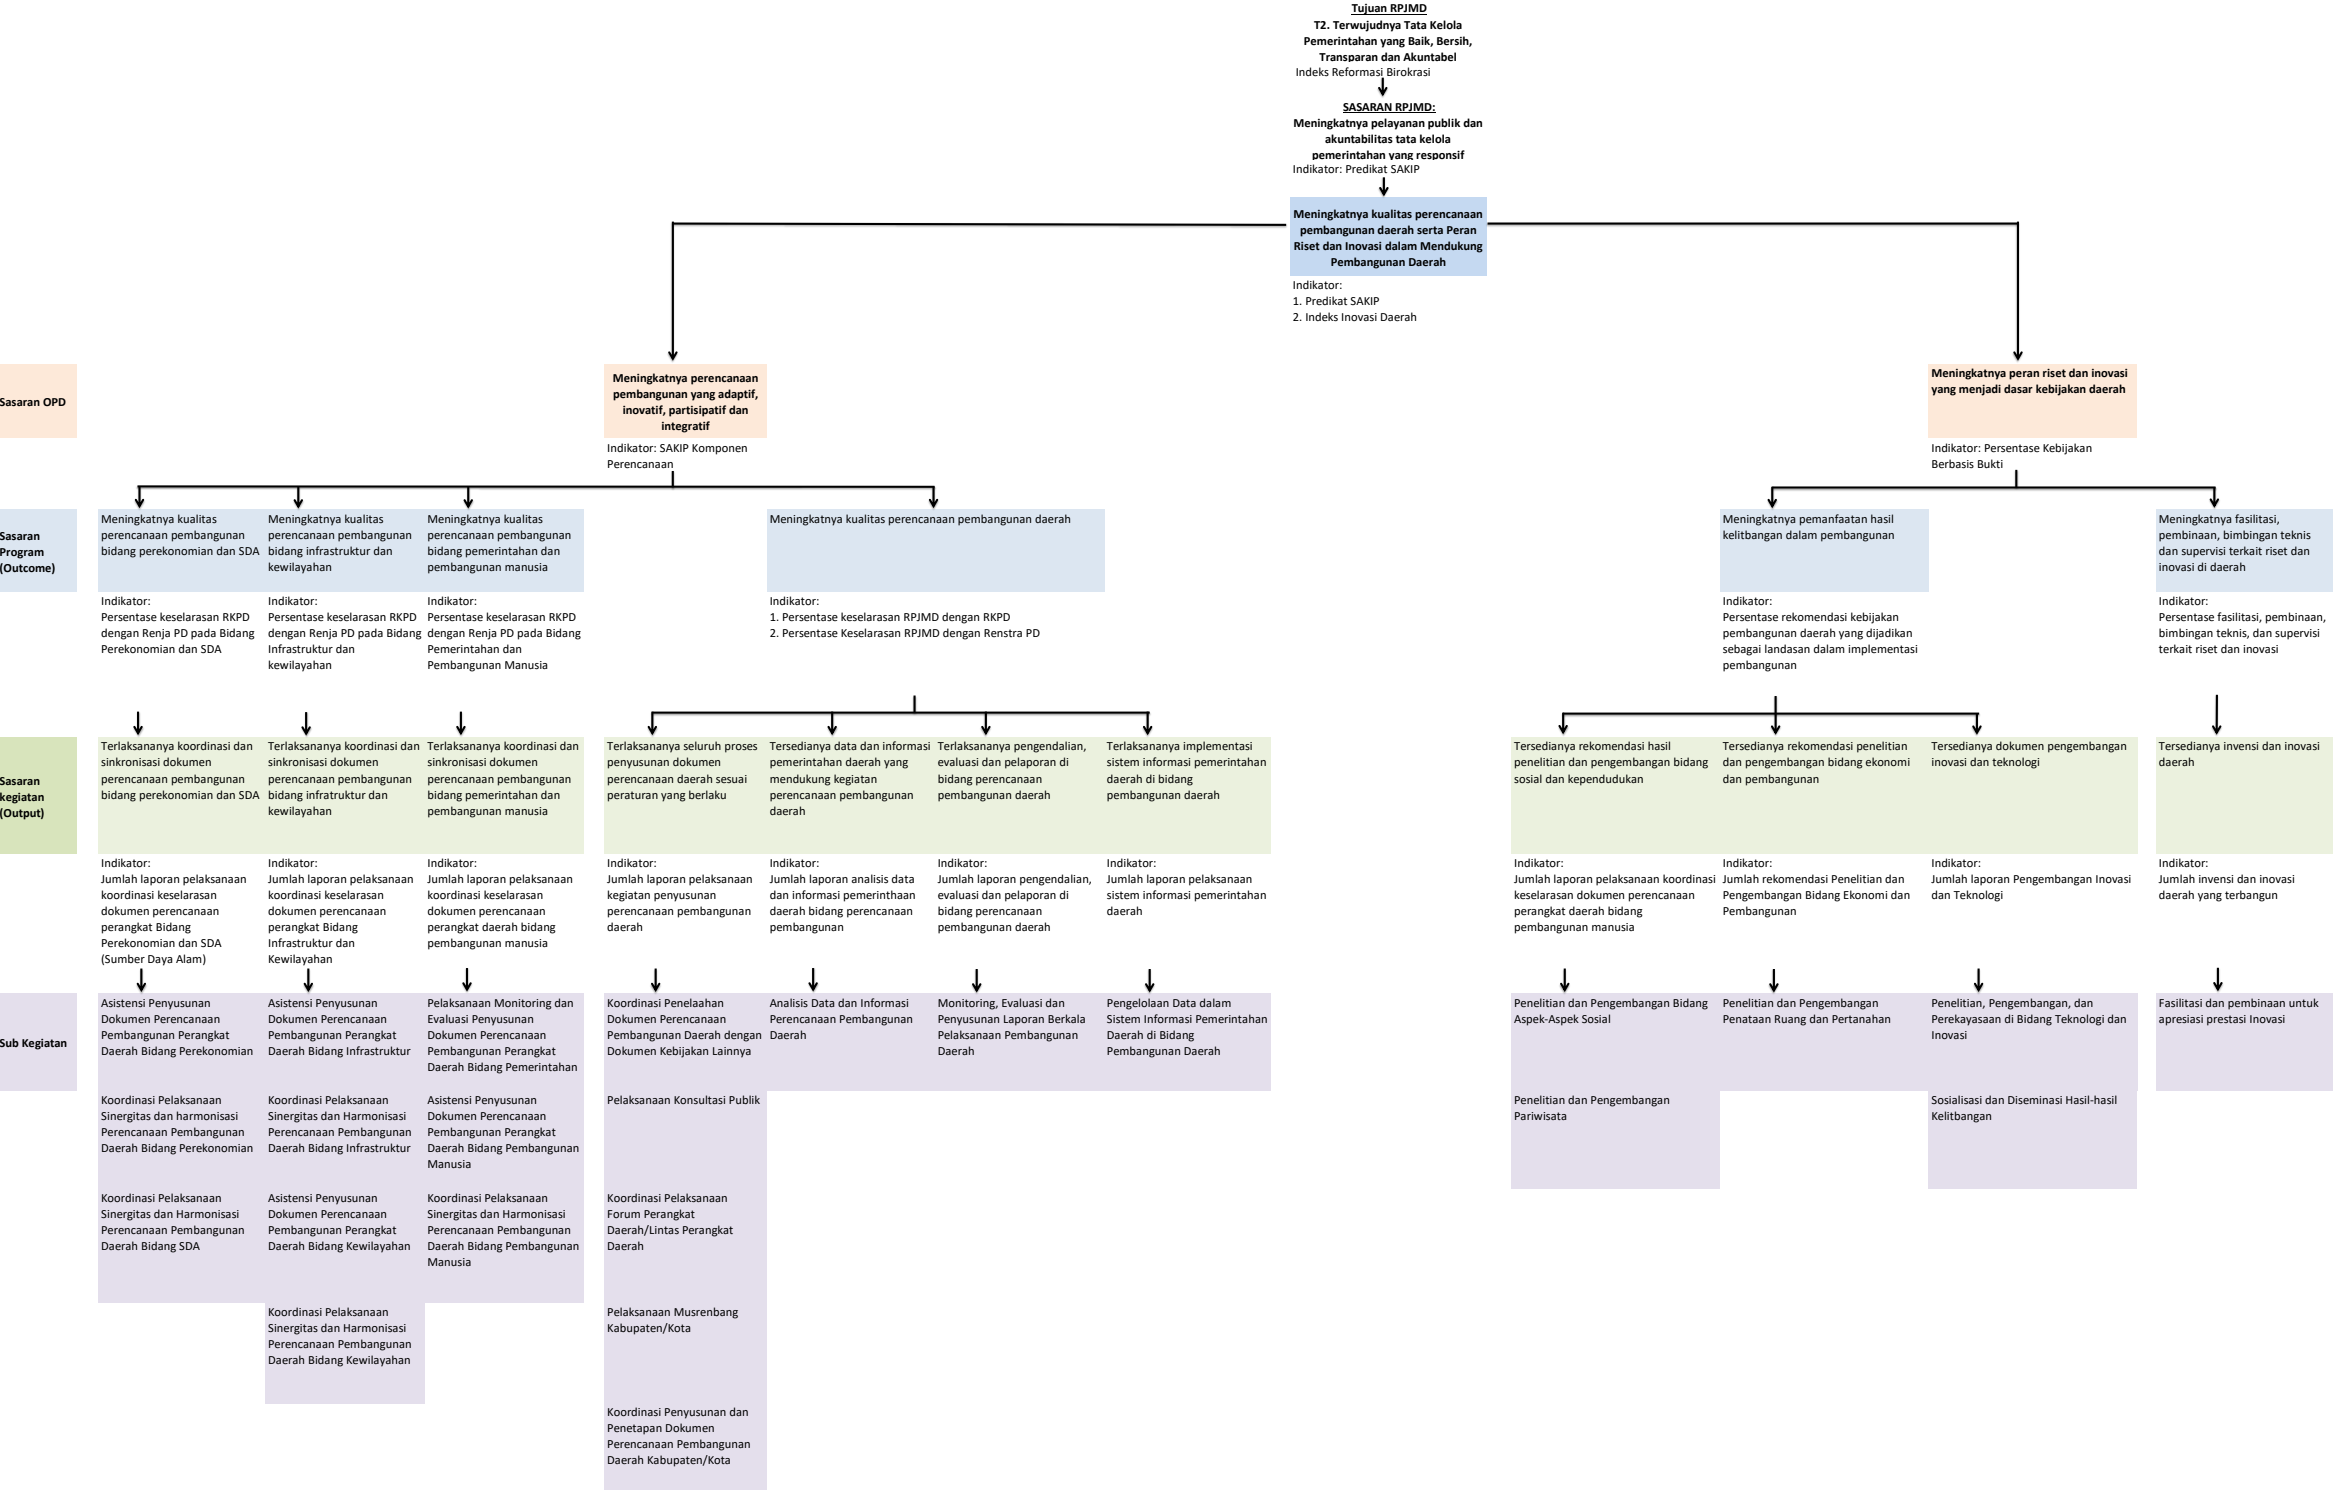 Tujuan RPJMD
T2. Terwujudnya Tata Kelola
Pemerintahan yang Baik, Bersih,
Transparan dan Akuntabel
Indeks Reformasi Birokrasi
SASARAN RPJMD:
Meningkatnya pelayanan publik dan
akuntabilitas tata kelola
pemerintahan yang responsif
Indikator: Predikat SAKIP
Meningkatnya kualitas perencanaan
pembangunan daerah serta Peran
Riset dan Inovasi dalam Mendukung
Pembangunan Daerah
Indikator:
1. Predikat SAKIP
2. Indeks Inovasi Daerah
Sasaran OPD
Meningkatnya perencanaan
pembangunan yang adaptif,
inovatif, partisipatif dan
integratif
Indikator: SAKIP Komponen
Perencanaan
Meningkatnya peran riset dan inovasi
yang menjadi dasar kebijakan daerah
Indikator: Persentase Kebijakan
Berbasis Bukti
Sasaran
Program
(Outcome)
Meningkatnya kualitas
perencanaan pembangunan
bidang perekonomian dan SDA
Meningkatnya kualitas
perencanaan pembangunan
bidang infrastruktur dan
kewilayahan
Meningkatnya kualitas
perencanaan pembangunan
bidang pemerintahan dan
pembangunan manusia
Meningkatnya kualitas perencanaan pembangunan daerah
Meningkatnya pemanfaatan hasil
kelitbangan dalam pembangunan
Meningkatnya fasilitasi,
pembinaan, bimbingan teknis
dan supervisi terkait riset dan
inovasi di daerah
Indikator:
Persentase keselarasan RKPD
dengan Renja PD pada Bidang
Perekonomian dan SDA
Indikator:
Persentase keselarasan RKPD
dengan Renja PD pada Bidang
Infrastruktur dan
kewilayahan
Indikator:
Persentase keselarasan RKPD
dengan Renja PD pada Bidang
Pemerintahan dan
Pembangunan Manusia
Indikator:
1. Persentase keselarasan RPJMD dengan RKPD
2. Persentase Keselarasan RPJMD dengan Renstra PD
Indikator:
Persentase rekomendasi kebijakan
pembangunan daerah yang dijadikan
sebagai landasan dalam implementasi
pembangunan
Indikator:
Persentase fasilitasi, pembinaan,
bimbingan teknis, dan supervisi
terkait riset dan inovasi
Sasaran
kegiatan
(Output)
Terlaksananya koordinasi dan
sinkronisasi dokumen
perencanaan pembangunan
bidang perekonomian dan SDA
Terlaksananya koordinasi dan
sinkronisasi dokumen
perencanaan pembangunan
bidang infratruktur dan
kewilayahan
Terlaksananya koordinasi dan
sinkronisasi dokumen
perencanaan pembangunan
bidang pemerintahan dan
pembangunan manusia
Terlaksananya seluruh proses
penyusunan dokumen
perencanaan daerah sesuai
peraturan yang berlaku
Tersedianya data dan informasi
pemerintahan daerah yang
mendukung kegiatan
perencanaan pembangunan
daerah
Terlaksananya pengendalian,
evaluasi dan pelaporan di
bidang perencanaan
pembangunan daerah
Terlaksananya implementasi
sistem informasi pemerintahan
daerah di bidang
pembangunan daerah
Tersedianya rekomendasi hasil
penelitian dan pengembangan bidang
sosial dan kependudukan
Tersedianya rekomendasi penelitian
dan pengembangan bidang ekonomi
dan pembangunan
Tersedianya dokumen pengembangan
inovasi dan teknologi
Tersedianya invensi dan inovasi
daerah
Indikator:
Jumlah laporan pelaksanaan
koordinasi keselarasan
dokumen perencanaan
perangkat Bidang
Perekonomian dan SDA
(Sumber Daya Alam)
Indikator:
Jumlah laporan pelaksanaan
koordinasi keselarasan
dokumen perencanaan
perangkat Bidang
Infrastruktur dan
Kewilayahan
Indikator:
Jumlah laporan pelaksanaan
koordinasi keselarasan
dokumen perencanaan
perangkat daerah bidang
pembangunan manusia
Indikator:
Jumlah laporan pelaksanaan
kegiatan penyusunan
perencanaan pembangunan
daerah
Indikator:
Jumlah laporan analisis data
dan informasi pemerinthaan
daerah bidang perencanaan
pembangunan
Indikator:
Jumlah laporan pengendalian,
evaluasi dan pelaporan di
bidang perencanaan
pembangunan daerah
Indikator:
Jumlah laporan pelaksanaan
sistem informasi pemerintahan
daerah
Indikator:
Jumlah laporan pelaksanaan koordinasi
keselarasan dokumen perencanaan
perangkat daerah bidang
pembangunan manusia
Indikator:
Jumlah rekomendasi Penelitian dan
Pengembangan Bidang Ekonomi dan
Pembangunan
Indikator:
Jumlah laporan Pengembangan Inovasi
dan Teknologi
Indikator:
Jumlah invensi dan inovasi
daerah yang terbangun
Sub Kegiatan
Asistensi Penyusunan
Dokumen Perencanaan
Pembangunan Perangkat
Daerah Bidang Perekonomian
Asistensi Penyusunan
Dokumen Perencanaan
Pembangunan Perangkat
Daerah Bidang Infrastruktur
Pelaksanaan Monitoring dan
Evaluasi Penyusunan
Dokumen Perencanaan
Pembangunan Perangkat
Daerah Bidang Pemerintahan
Koordinasi Penelaahan
Dokumen Perencanaan
Pembangunan Daerah dengan
Dokumen Kebijakan Lainnya
Analisis Data dan Informasi
Perencanaan Pembangunan
Daerah
Monitoring, Evaluasi dan
Penyusunan Laporan Berkala
Pelaksanaan Pembangunan
Daerah
Pengelolaan Data dalam
Sistem Informasi Pemerintahan
Daerah di Bidang
Pembangunan Daerah
Penelitian dan Pengembangan Bidang
Aspek-Aspek Sosial
Penelitian dan Pengembangan
Penataan Ruang dan Pertanahan
Penelitian, Pengembangan, dan
Perekayasaan di Bidang Teknologi dan
Inovasi
Fasilitasi dan pembinaan untuk
apresiasi prestasi Inovasi
Koordinasi Pelaksanaan
Sinergitas dan harmonisasi
Perencanaan Pembangunan
Daerah Bidang Perekonomian
Koordinasi Pelaksanaan
Sinergitas dan Harmonisasi
Perencanaan Pembangunan
Daerah Bidang Infrastruktur
Asistensi Penyusunan
Dokumen Perencanaan
Pembangunan Perangkat
Daerah Bidang Pembangunan
Manusia
Pelaksanaan Konsultasi Publik
Penelitian dan Pengembangan
Pariwisata
Sosialisasi dan Diseminasi Hasil-hasil
Kelitbangan
Koordinasi Pelaksanaan
Sinergitas dan Harmonisasi
Perencanaan Pembangunan
Daerah Bidang SDA
Asistensi Penyusunan
Dokumen Perencanaan
Pembangunan Perangkat
Daerah Bidang Kewilayahan
Koordinasi Pelaksanaan
Sinergitas dan Harmonisasi
Perencanaan Pembangunan
Daerah Bidang Pembangunan
Manusia
Koordinasi Pelaksanaan
Forum Perangkat
Daerah/Lintas Perangkat
Daerah
Koordinasi Pelaksanaan
Sinergitas dan Harmonisasi
Perencanaan Pembangunan
Daerah Bidang Kewilayahan
Pelaksanaan Musrenbang
Kabupaten/Kota
Koordinasi Penyusunan dan
Penetapan Dokumen
Perencanaan Pembangunan
Daerah Kabupaten/Kota